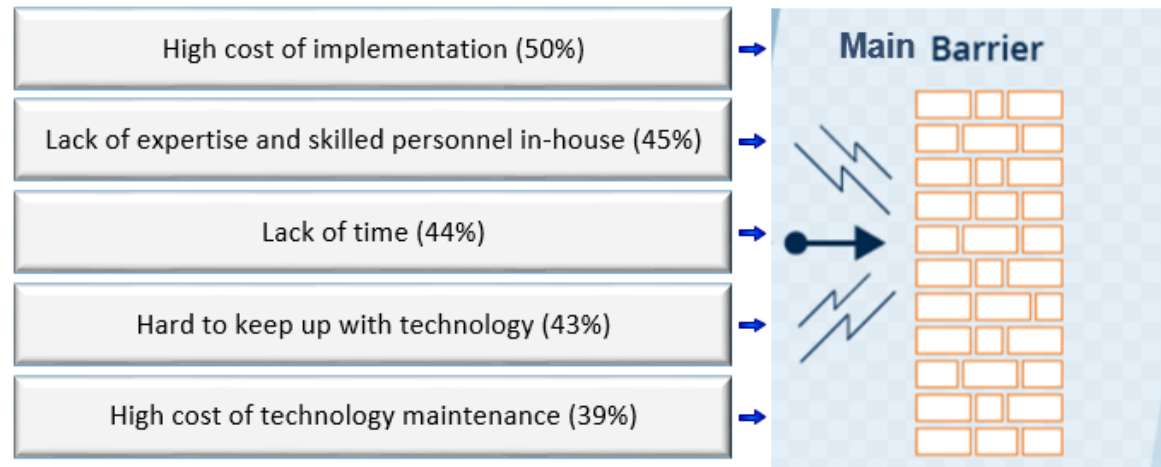 High cost of implementation (50%)
Main Barrier
Lack of expertise and skilled personnel in-house (45%)
Lack of time (44%)
Hard to keep up with technology (43%)
High cost of technology maintenance (39%)